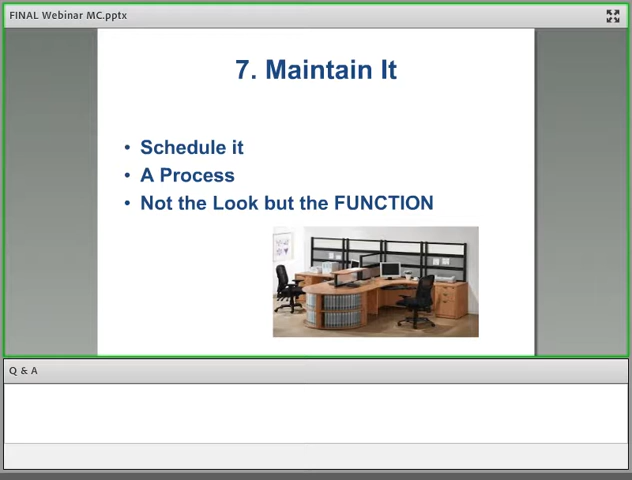 FINAL Webinar MC.pptx
7. Maintain It
• Schedule it
• A Process
• Not the Look but the FUNCTION
Q & A